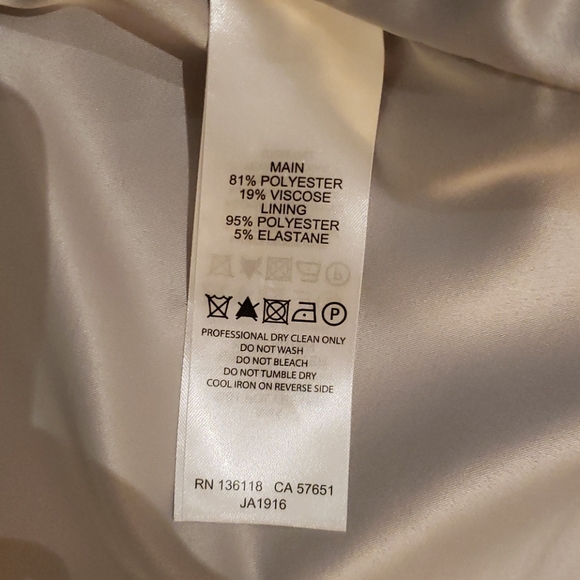 MAIN
81% POLYESTER
19% VISCOSE
LINING
95% POLYESTER
5% ELASTANE
P
PROFESSIONAL DRY CLEAN ONLY
DO NOT WASH
DO NOT BLEACH
DO NOT TUMBLE DRY
COOL IRON ON REVERSE SIDE
RN 136118 CA 57651
JA1916